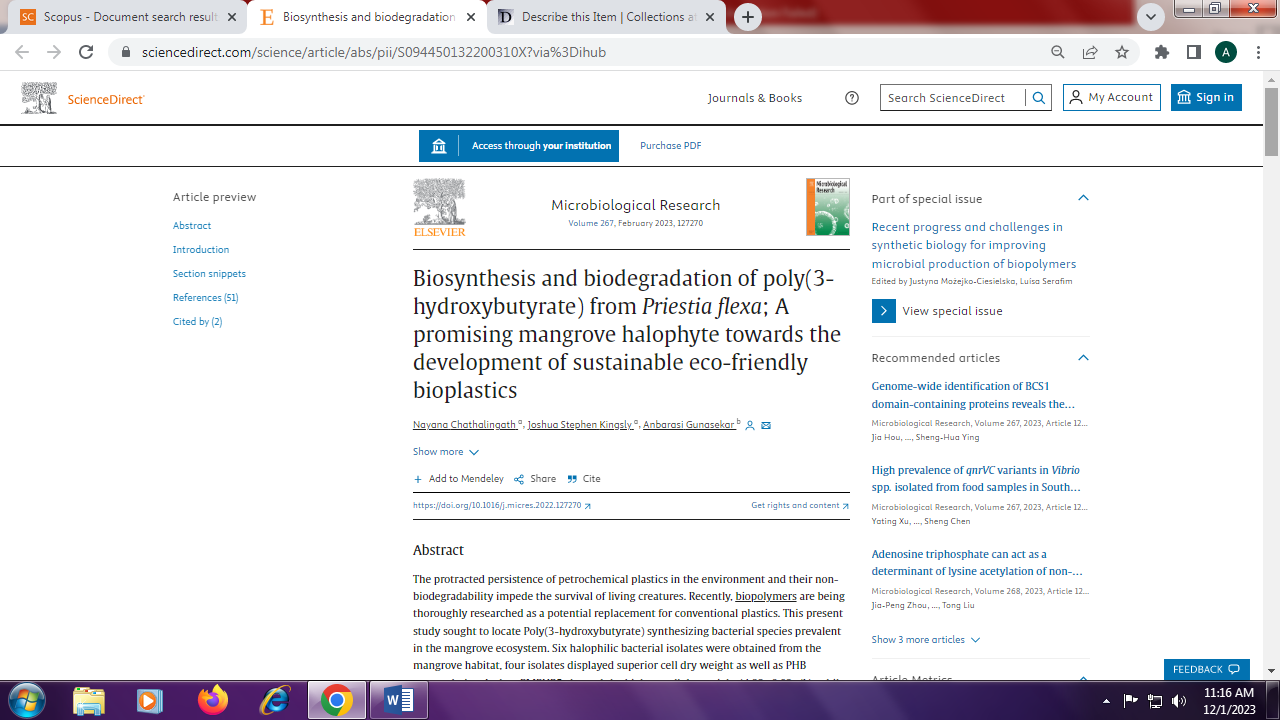 Scopus - Document search result
Biosynthesis and biodegradation
Describe this Item | Collections a
sciencedirect.com/science/article/abs/pii/S094450132200310X?via%3Dihub
A
ScienceDirect
Journals & Books
Search ScienceDirect
My Account
Sign in
Access through your institution
Purchase PDF
Article preview
Abstract
Introduction
Section snippets
References (51)
Cited by (2)
ELSEVIER
Microbiological Research
Volume 267, February 2023, 127270
Microbiological
Research
Biosynthesis and biodegradation of poly(3-
hydroxybutyrate) from Priestia flexa; A
promising mangrove halophyte towards the
development of sustainable eco-friendly
bioplastics
Nayana Chathalingath a, Joshua Stephen Kingsly a, Anbarasi Gunasekar b
Show more
Add to Mendeley Share Cite
https://doi.org/10.1016/j.micres.2022.127270
Get rights and content
Abstract
The protracted persistence of petrochemical plastics in the environment and their non-
biodegradability impede the survival of living creatures. Recently, biopolymers are being
thoroughly researched as a potential replacement for conventional plastics. This present
study sought to locate Poly(3-hydroxybutyrate) synthesizing bacterial species prevalent
in the mangrove ecosystem. Six halophilic bacterial isolates were obtained from the
mangrove habitat, four isolates displayed superior cell dry weight as well as PHB
Part of special issue
Recent progress and challenges in
synthetic biology for improving
microbial production of biopolymers
Edited by Justyna Możejko-Ciesielska, Luísa Serafim
View special issue
Recommended articles
Genome-wide identification of BCS1
domain-containing proteins reveals the…
Microbiological Research, Volume 267, 2023, Article 12…
Jia Hou, …, Sheng-Hua Ying
High prevalence of qnrVC variants in Vibrio
spp. isolated from food samples in South…
Microbiological Research, Volume 267, 2023, Article 12…
Yating Xu, …, Sheng Chen
Adenosine triphosphate can act as a
determinant of lysine acetylation of non-…
Microbiological Research, Volume 268, 2023, Article 12…
Jia-Peng Zhou, …, Tong Liu
Show 3 more articles
Article Metrics
FEEDBACK
11:16 AM
12/1/2023